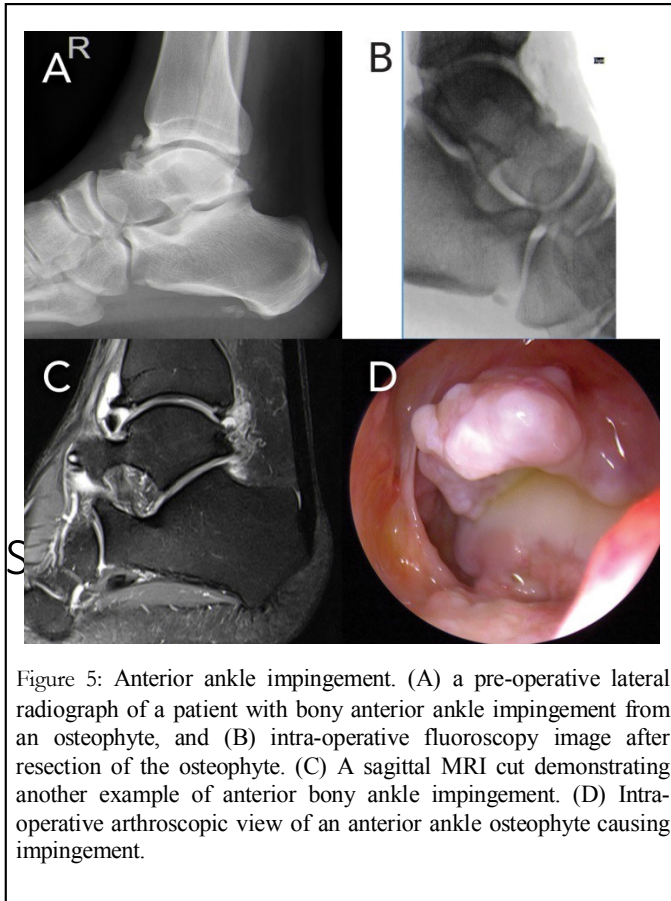 A R
B
C
D
S
Figure 5: Anterior ankle impingement. (A) a pre-operative lateral
radiograph of a patient with bony anterior ankle impingement from
an osteophyte, and (B) intra-operative fluoroscopy image after
resection of the osteophyte. (C) A sagittal MRI cut demonstrating
another example of anterior bony ankle impingement. (D) Intra-
operative arthroscopic view of an anterior ankle osteophyte causing
impingement.